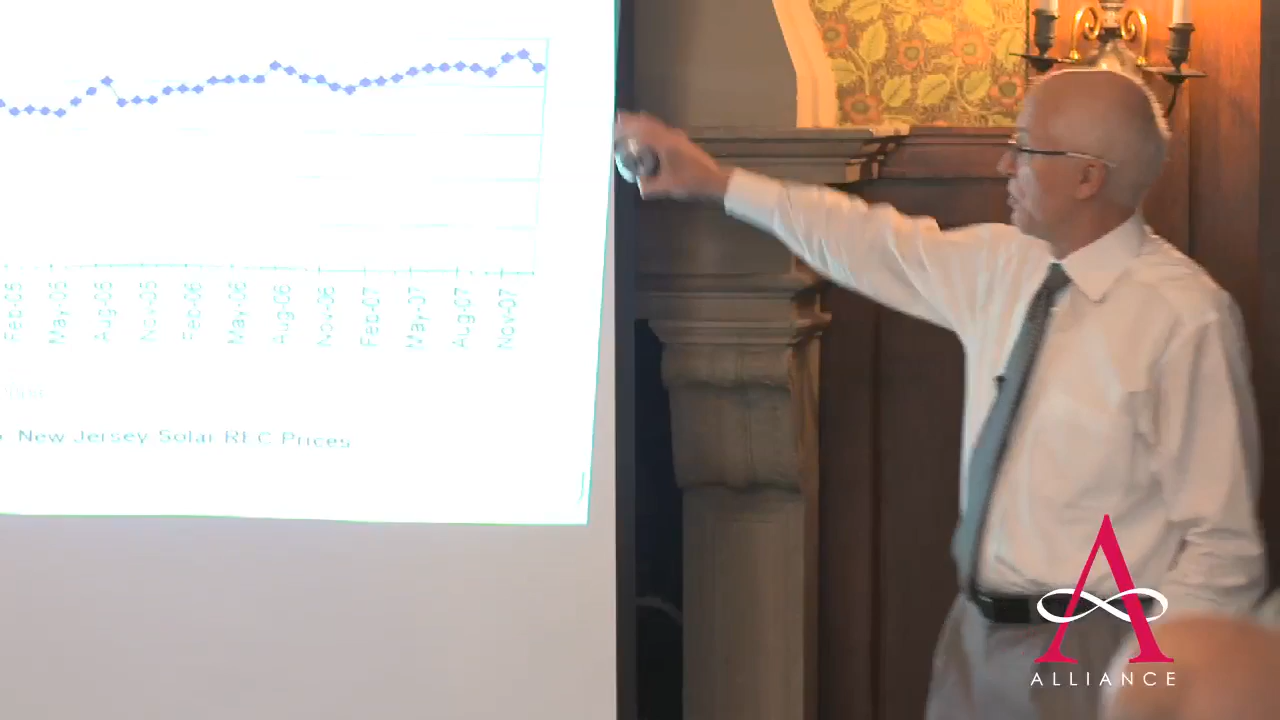 Feb-05 May-05 Aug-05 Nov-05 Feb-06 May-06 Aug-06 Nov-06 Feb-07 May-07 Aug-07 Nov-07
New Jersey Solar REC Prices
A
ALLIANCE